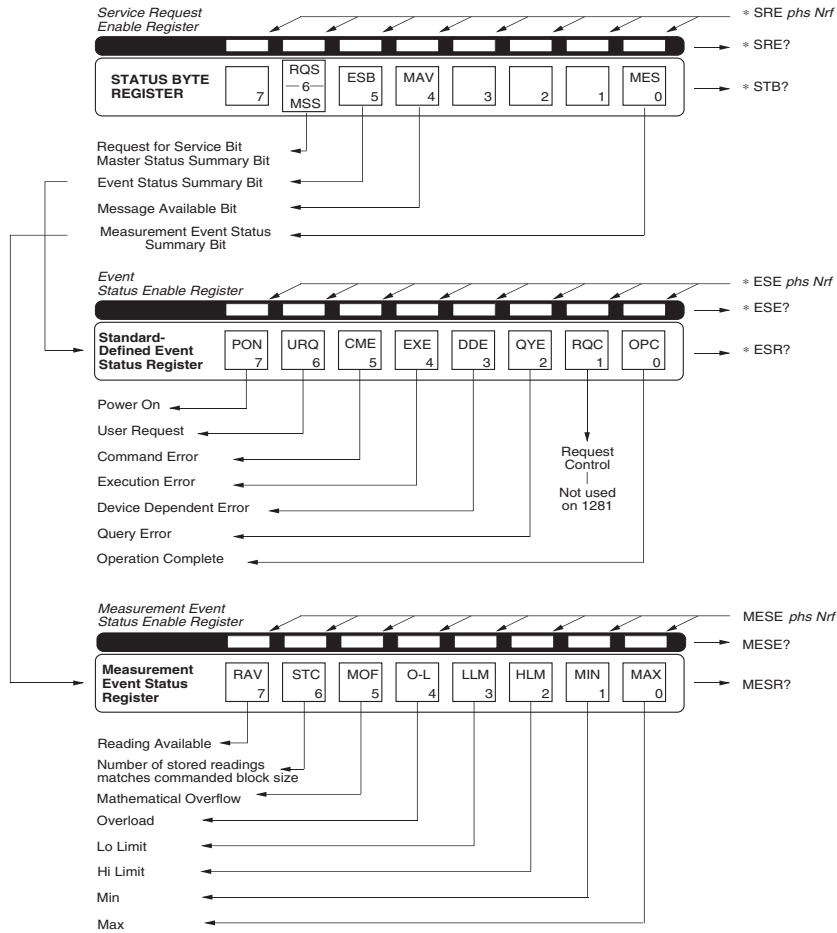 Service Request
Enable Register
∗ SRE phs Nrf
∗ SRE?
STATUS BYTE
REGISTER
7
RQS
6
MSS
ESB
5
MAV
4
3
2
1
MES
0
∗ STB?
Request for Service Bit
Master Status Summary Bit
Event Status Summary Bit
Message Available Bit
Measurement Event Status
Summary Bit
Event
Status Enable Register
∗ ESE phs Nrf
∗ ESE?
Standard-
Defined Event
Status Register
PON
7
URQ
6
CME
5
EXE
4
DDE
3
QYE
2
RQC
1
OPC
0
∗ ESR?
Power On
User Request
Command Error
Execution Error
Device Dependent Error
Query Error
Operation Complete
Request
Control
Not used
on 1281
Measurement Event
Status Enable Register
MESE phs Nrf
MESE?
Measurement
Event Status
Register
RAV
7
STC
6
MOF
5
O-L
4
LLM
3
HLM
2
MIN
1
MAX
0
MESR?
Reading Available
Number of stored readings
matches commanded block size
Mathematical Overflow
Overload
Lo Limit
Hi Limit
Min
Max